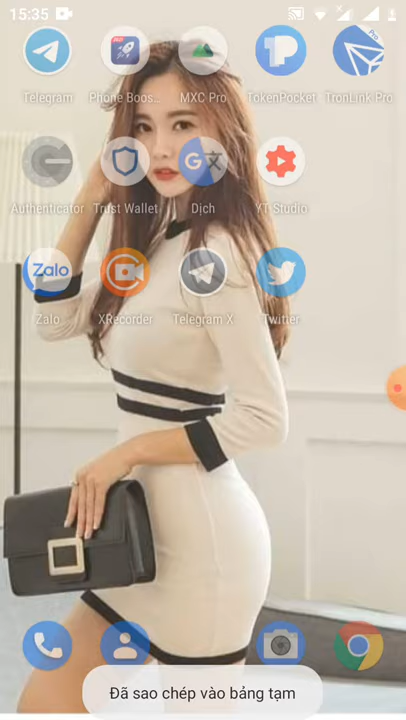 15:35
Telegram
Phone Boos...
MXC Pro
TokenPocket
TronLink Pro
Authenticator
Trust Wallet
Dịch
YT Studio
Zalo
Zalo
XRecorder
Telegram X
Twitter
Đã sao chép vào bảng tạm